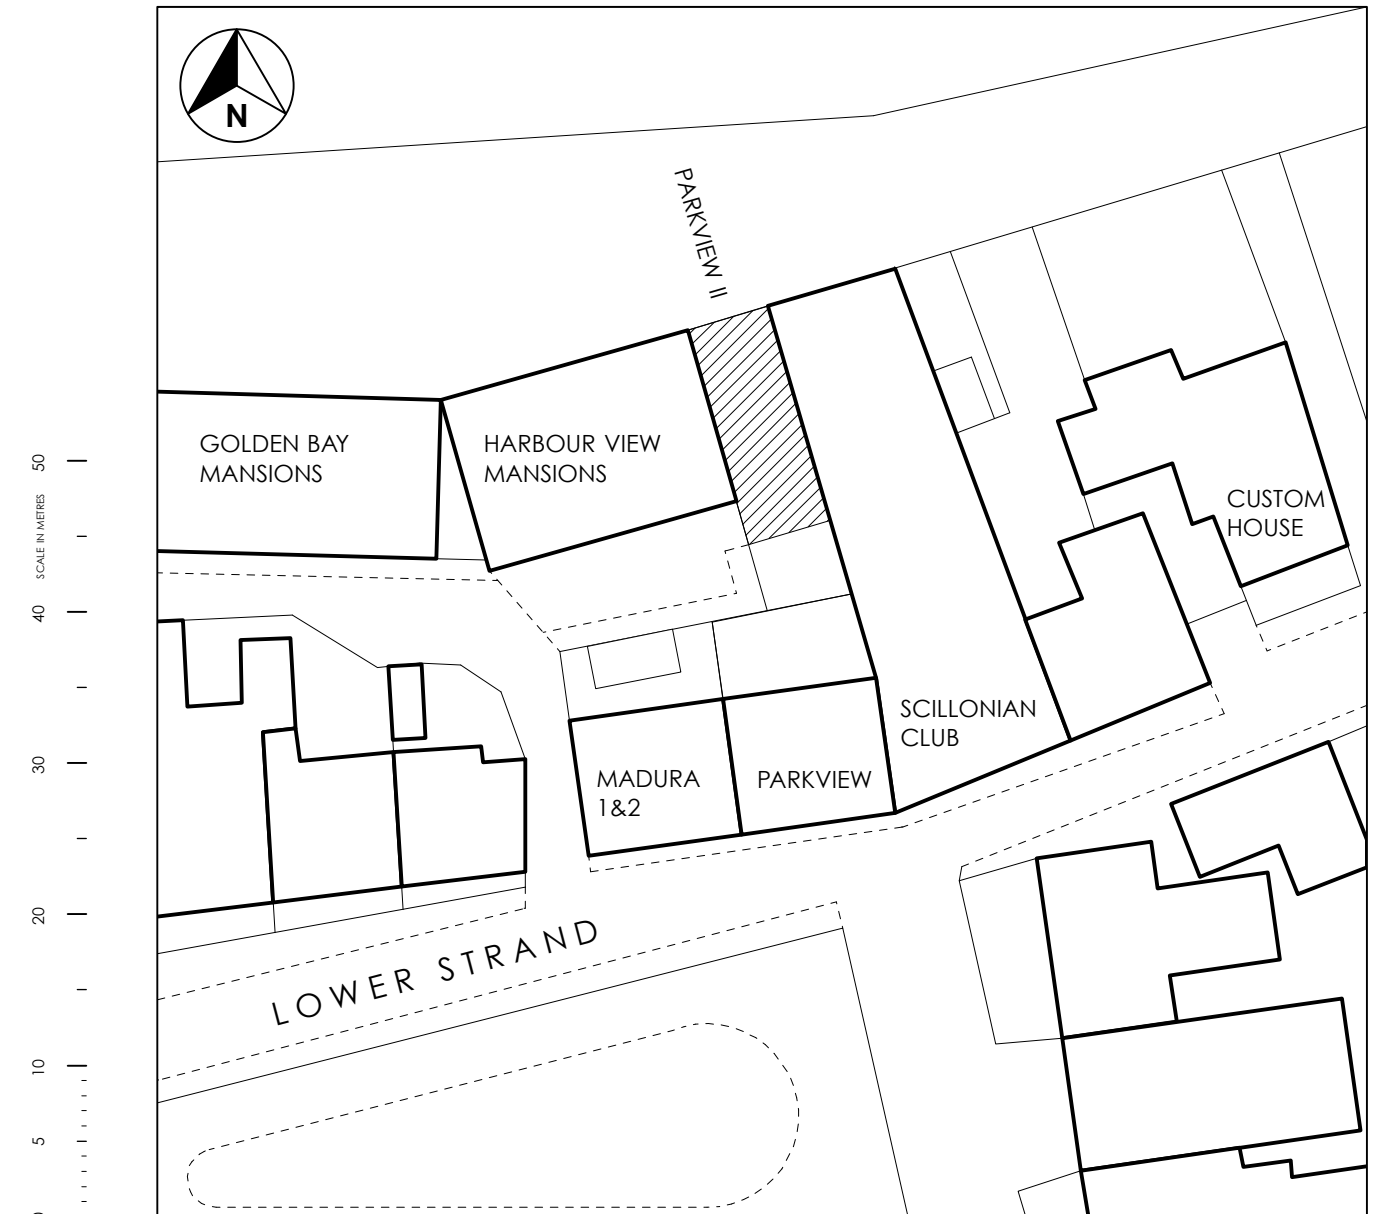 N
PARKVIEW II
GOLDEN BAY
MANSIONS
HARBOUR VIEW
MANSIONS
CUSTOM
HOUSE
SCILLONIAN
CLUB
MADURA
1&2
PARKVIEW
LOWER STRAND
50
SCALE IN METRES
40
30
20
10
5